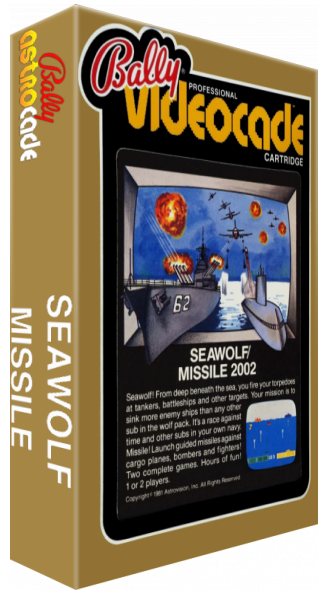 Bally
astrocade
SEAWOLF
MISSILE
Bally
PROFESSIONAL
VIDEOCADE
CARTRIDGE
62
SEAWOLF/
MISSILE 2002
Seawolf! From deep beneath the sea, you fire your torpedoes
at tankers, battleships and other targets. Your mission is to
sink more enemy ships than any other
sub in the wolf pack. It's a race against
time and other subs in your own navy.
Missile! Launch guided missiles against
cargo planes, bombers and fighters!
Two complete games. Hours of fun!
1 or 2 players.
Copyright © 1981 Astrovision, Inc. All Rights Reserved.